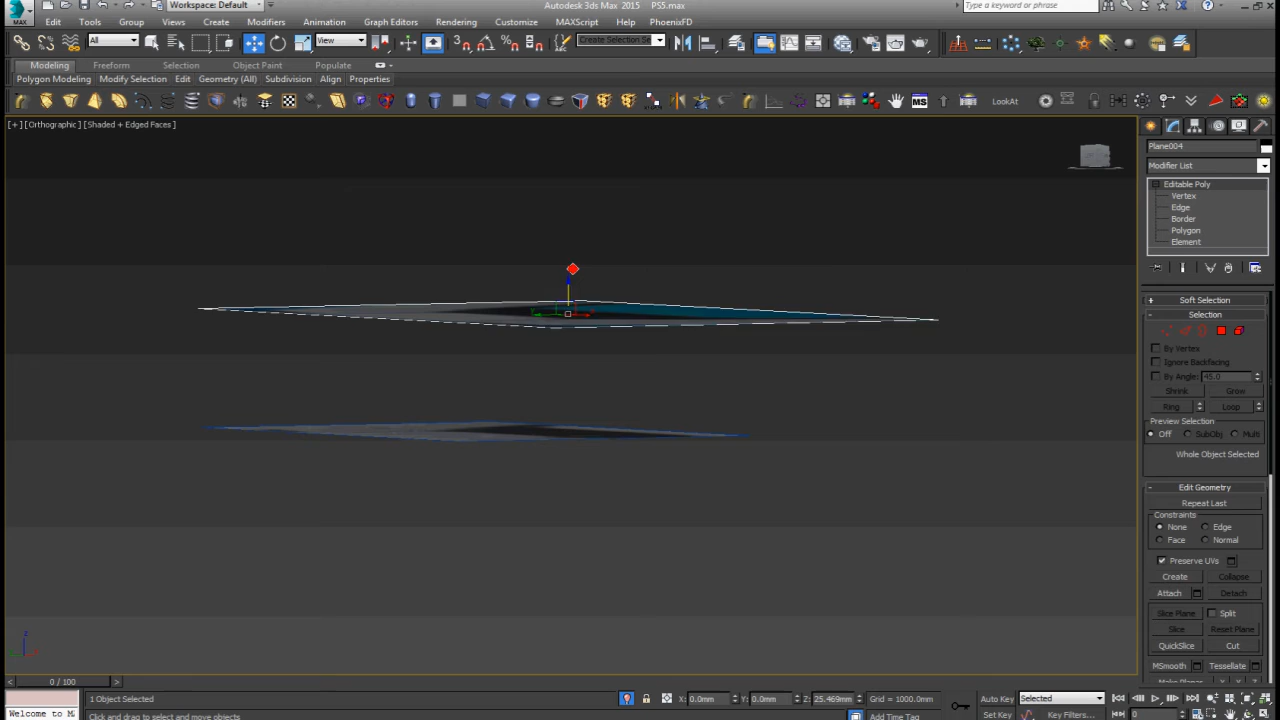 Workspace: Default
Autodesk 3ds Max 2015 PS5.max
Type a keyword or phrase
MAX
Edit Tools Group Views Create Modifiers Animation Graph Editors Rendering Customize MAXScript Help PhoenixFD
All View Create Selection Se
Modeling Freeform Selection Object Paint Populate
Polygon Modeling Modify Selection Edit Geometry (All) Subdivision Align Properties
MS LookAt
[+] [Orthographic] [Shaded + Edged Faces]
Plane004
Modifier List
Editable Poly
Vertex
Edge
Border
Polygon
Element
+ Soft Selection
- Selection
By Vertex
Ignore Backfacing
By Angle: 45.0
Shrink Grow
Ring Loop
Preview Selection
Off SubObj Multi
Whole Object Selected
- Edit Geometry
Repeat Last
Constraints
None Edge
Face Normal
Preserve UVs
Create Collapse
Attach Detach
Slice Plane Split
Slice Reset Plane
QuickSlice Cut
MSmooth Tessellate
z
< 0 / 100 >
1 Object Selected X: 0.0mm Y: 0.0mm Z: 25.469mm Grid = 1000.0mm Auto Key Selected
Welcome to M Click and drag to select and move objects Add Time Tag Set Key Key Filters... 0